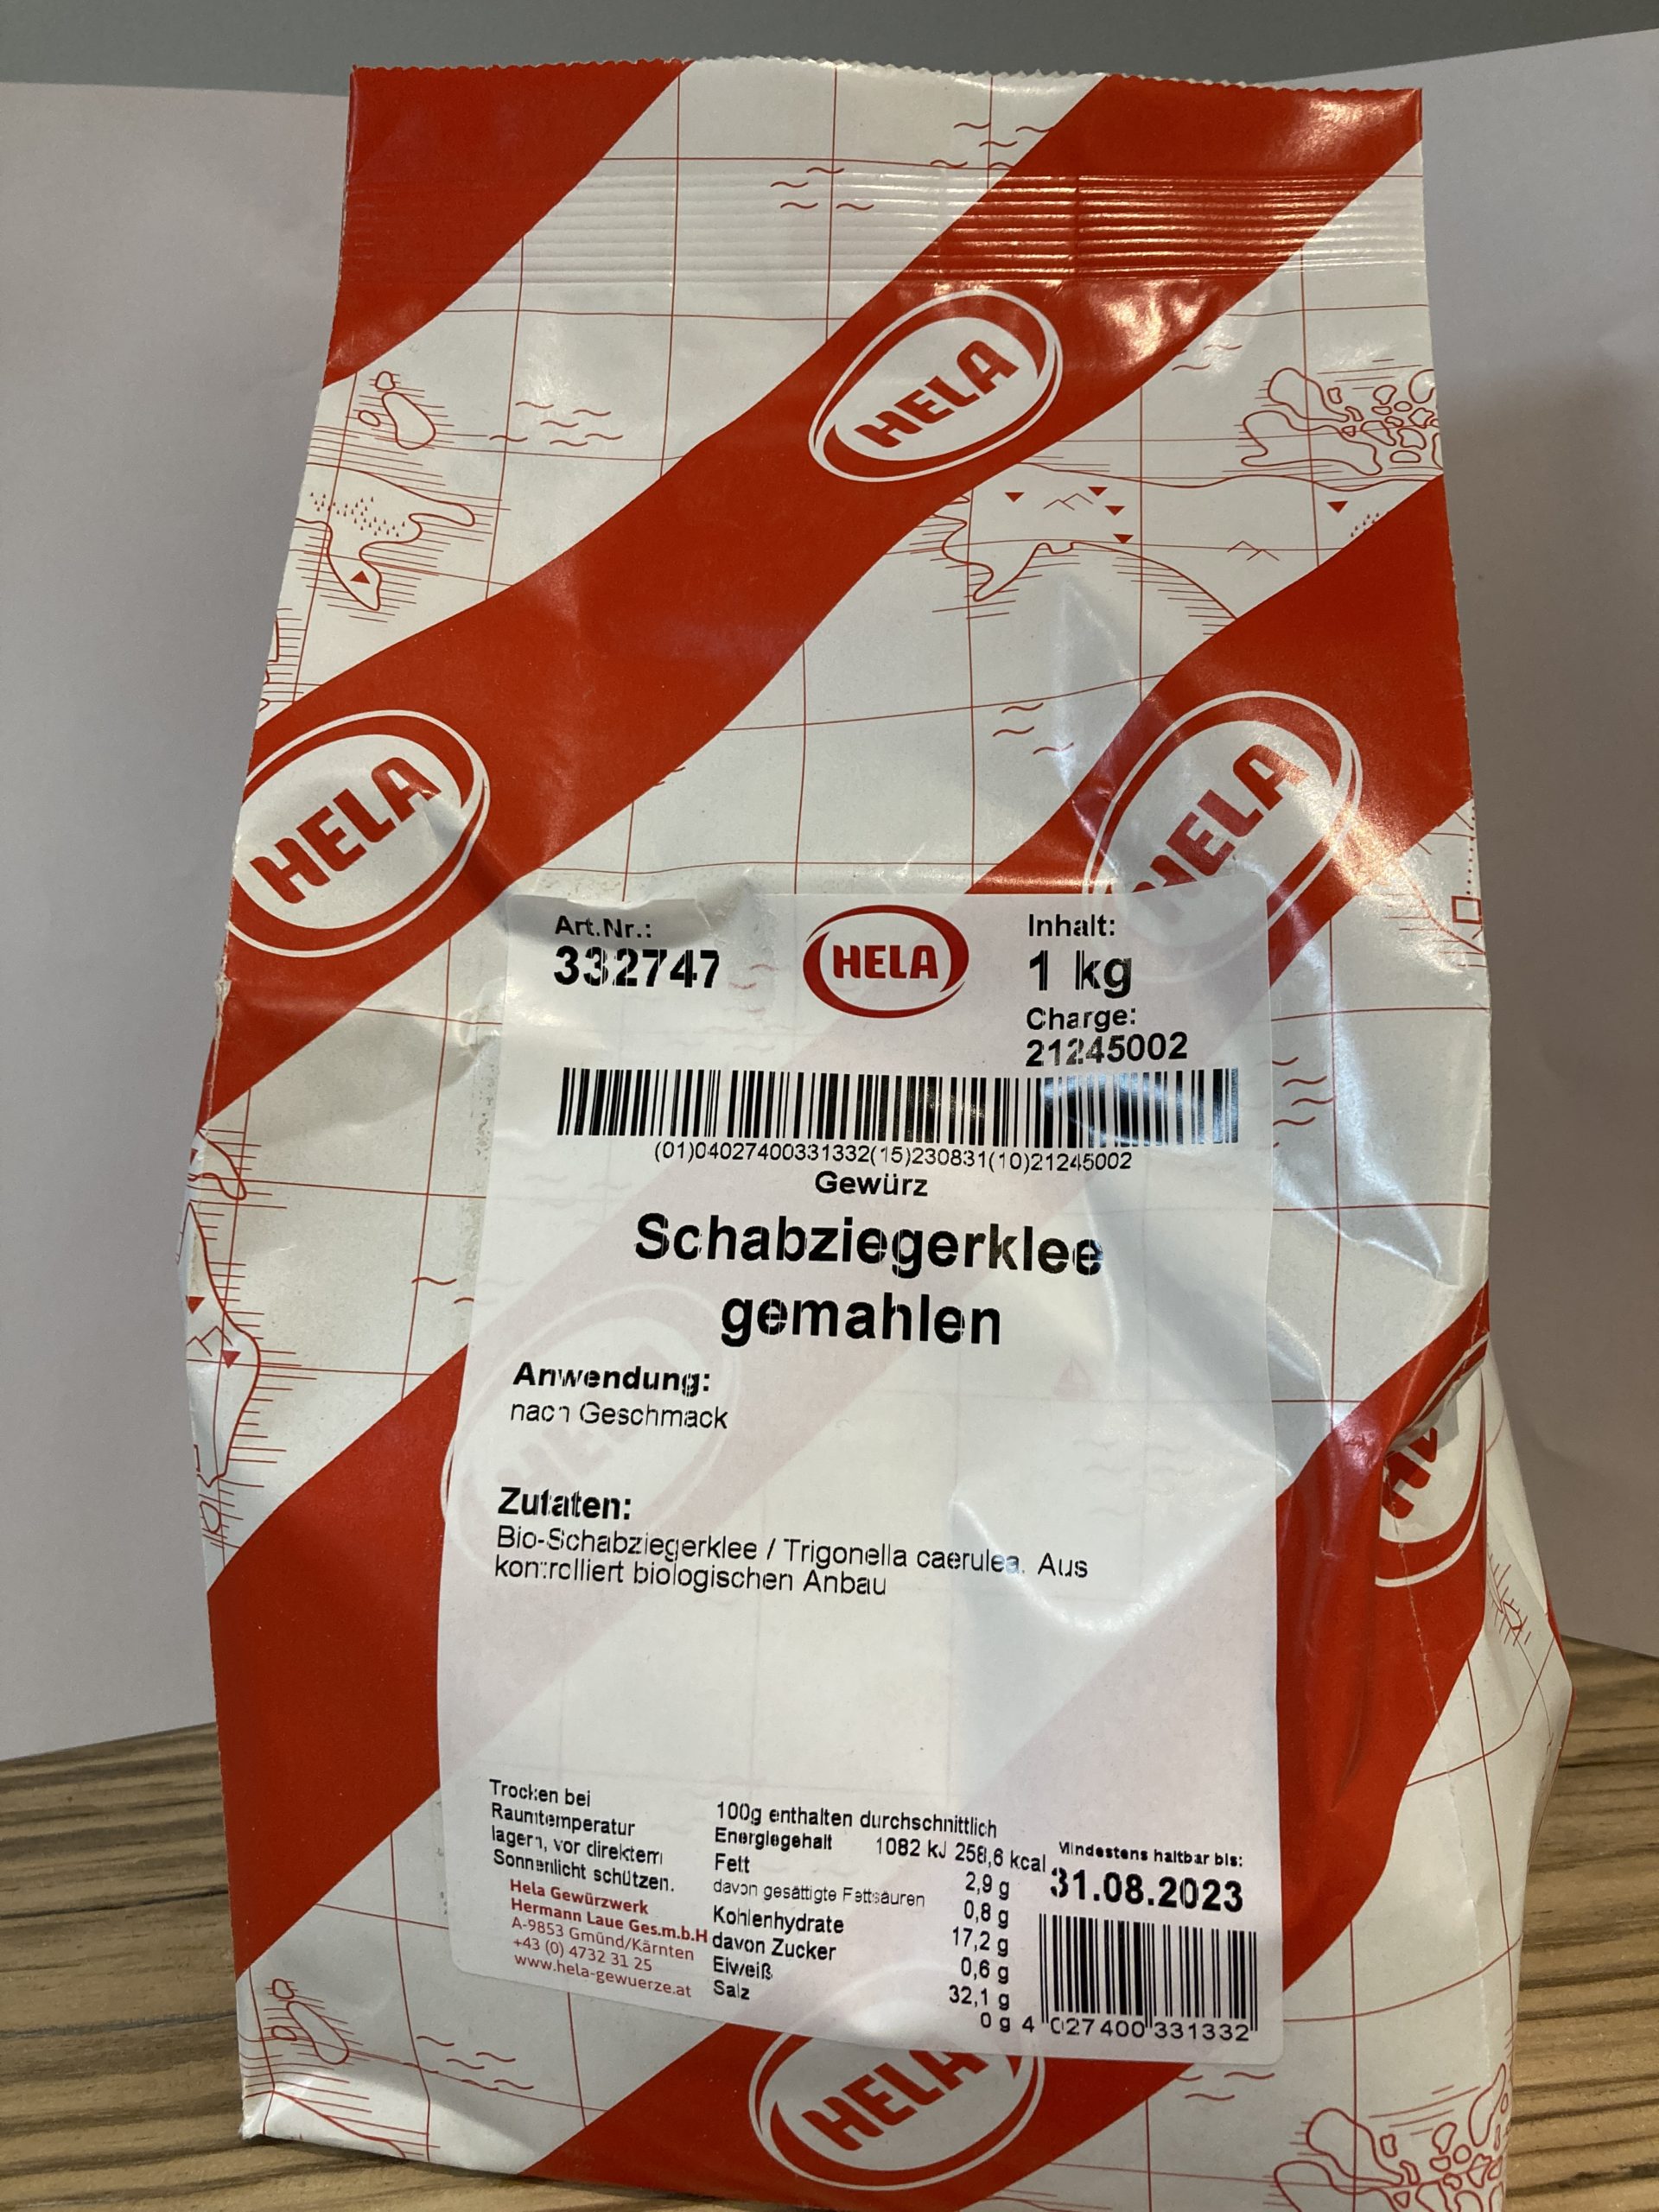 HELA
HELA
HELA
Art.Nr.:
332747
HELA
Inhalt:
1 kg
Charge:
21245002
(01)04027400331332(15)230831(10)21245002
Gewürz
Schabziegerklee
gemahlen
Anwendung:
nach Geschmack
Zutaten:
Bio-Schabziegerklee / Trigonella caerulea. Aus
kontrolliert biologischen Anbau
Trocken bei
Raumtemperatur
lagern, vor direktem
Sonnenlicht schützen.
Hela Gewürzwerk
Hermann Laue Ges.m.b.H
A-9853 Gmünd/Kärnten
+43 (0) 4732 31 25
www.hela-gewuerze.at
100g enthalten durchschnittlich
Energiegehalt 1082 kJ 258,6 kcal
Fett 2,9 g
davon gesättigte Fettsäuren 0,8 g
Kohlenhydrate 17,2 g
davon Zucker 0,6 g
Eiweiß 32,1 g
Salz 0 g
Mindestens haltbar bis:
31.08.2023
4 027400 331332
HELA
HELA